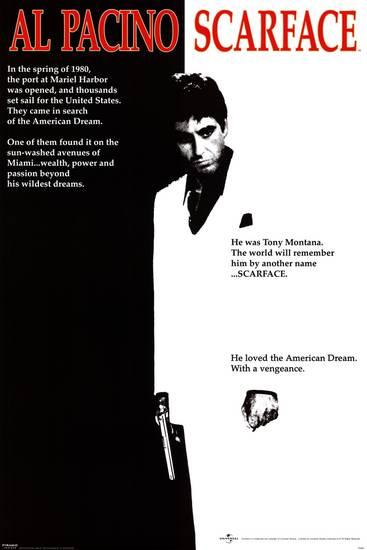 AL PACINO SCARFACE
In the spring of 1980,
the port at Mariel Harbor
was opened, and thousands
set sail for the United States.
They came in search
of the American Dream.
One of them found it on the
sun-washed avenues of
Miami...wealth, power and
passion beyond
his wildest dreams.
He was Tony Montana.
The world will remember
him by another name
...SCARFACE.
He loved the American Dream.
With a vengeance.
UNIVERSAL